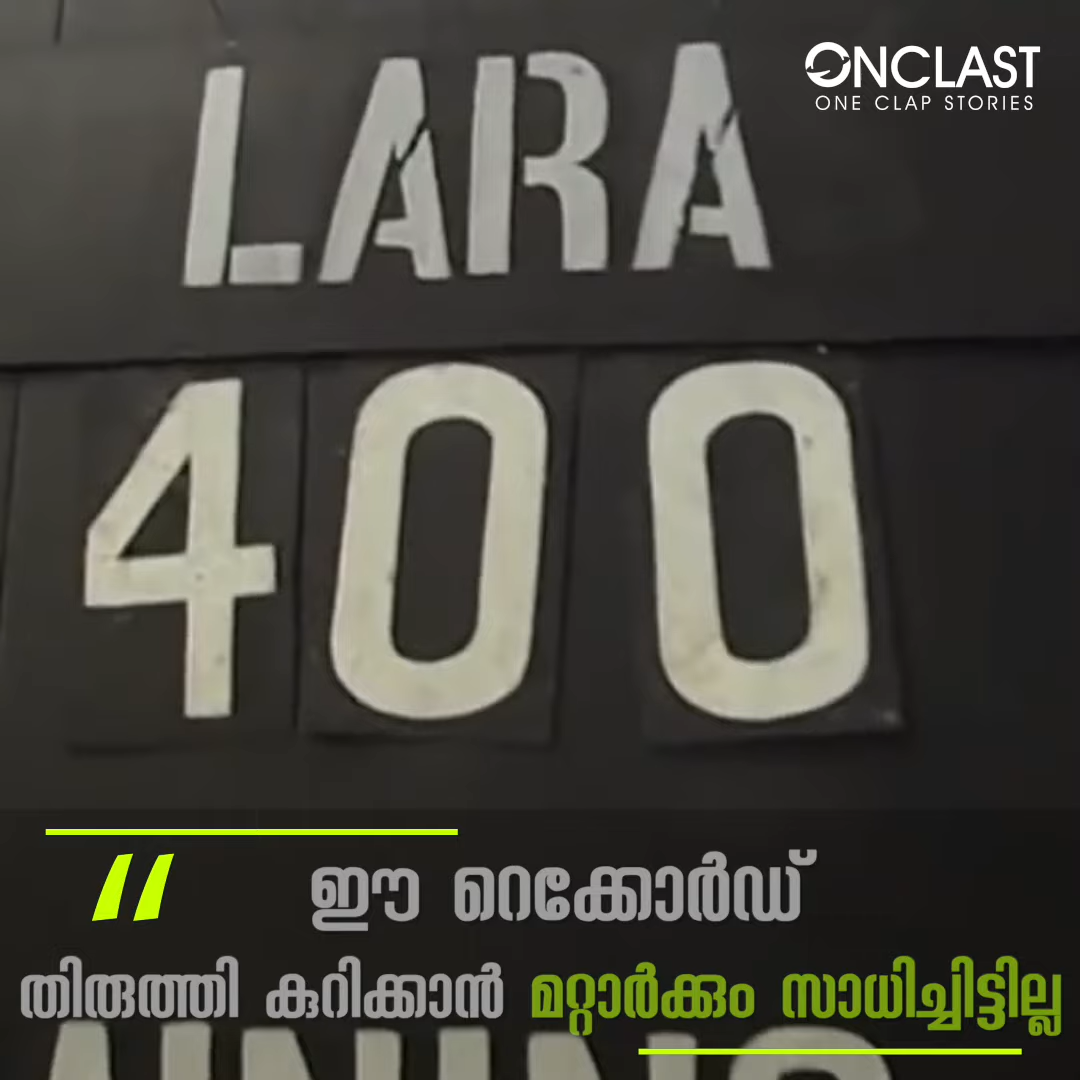 ONCLAST
ONE CLAP STORIES
LARA
400
“ ഈ റെക്കോർഡ്
തിരുത്തി കുറിക്കാൻ മറ്റാർക്കും സാധിച്ചിട്ടില്ല